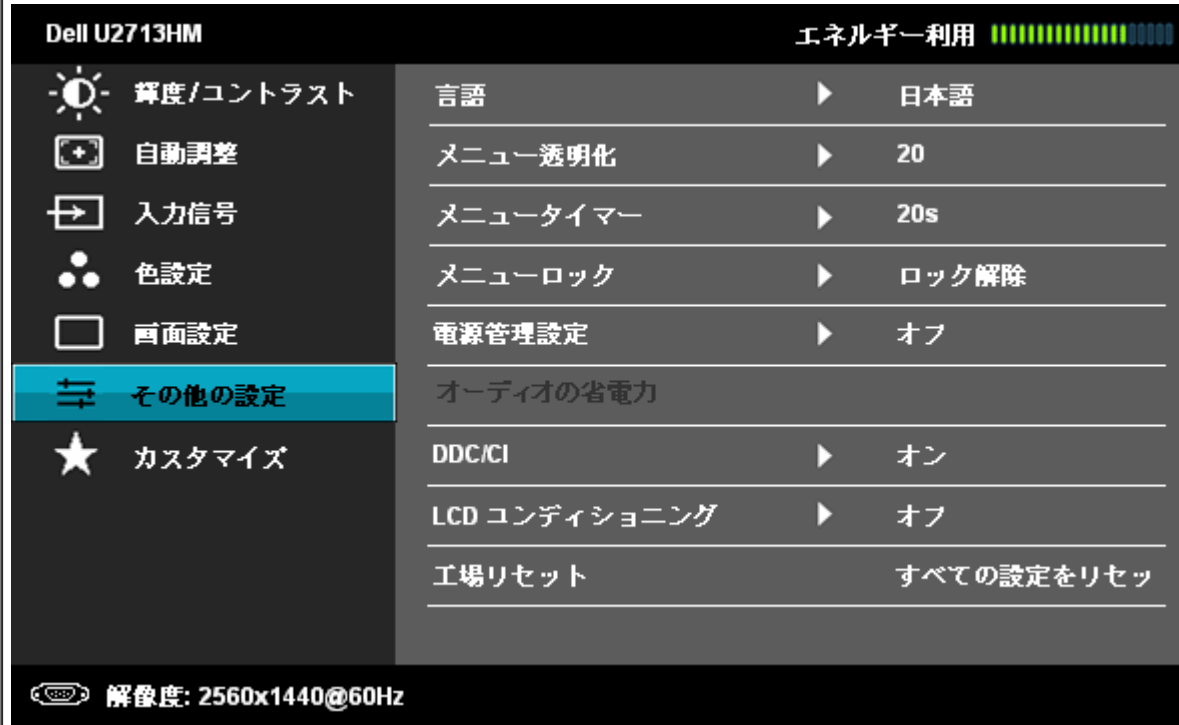 Dell U2713HM エネルギー利用
輝度/コントラスト
自動調整
入力信号
色設定
画面設定
その他の設定
カスタマイズ
言語 日本語
メニュー透明化 20
メニュータイマー 20s
メニューロック ロック解除
電源管理設定 オフ
オーディオの省電力
DDC/CI オン
LCD コンディショニング オフ
工場リセット すべての設定をリセッ
解像度: 2560x1440@60Hz